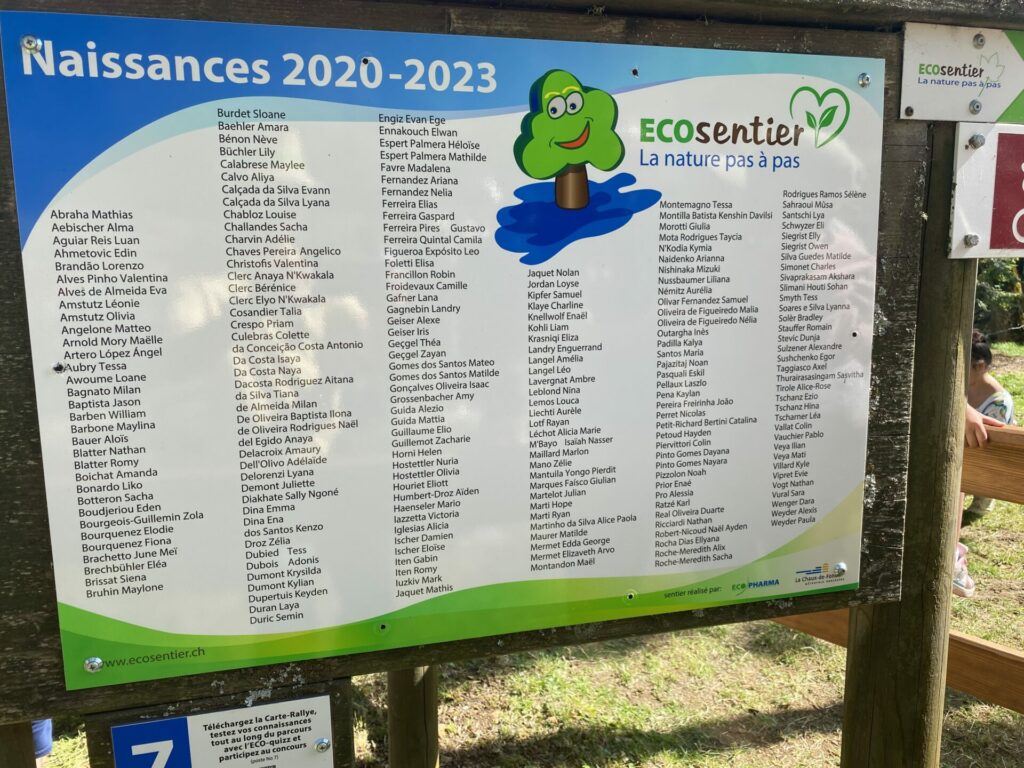 Naissances 2020-2023
ECOsentier
La nature pas à pas
Abraha Mathias
Aebischer Alma
Aguiar Reis Luan
Ahmetovic Edin
Brandão Lorenzo
Alves Pinho Valentina
Alves de Almeida Eva
Amstutz Léonie
Amstutz Olivia
Angelone Matteo
Arnold Mory Maëlle
Artero López Ángel
Aubry Tessa
Awoume Loane
Bagnato Milan
Baptista Jason
Barben William
Barbone Maylina
Bauer Aloïs
Blatter Nathan
Blatter Romy
Boichat Amanda
Bonardo Liko
Botteron Sacha
Boudjeriou Eden
Bourgeois-Guillemin Zola
Bourquenez Elodie
Bourquenez Fiona
Brachetto June Meï
Brechbühler Eléa
Brissat Siena
Bruhin Maylone
Burdet Sloane
Baehler Amara
Bénon Nève
Büchler Lily
Calabrese Maylee
Calvo Aliya
Calçada da Silva Evann
Calçada da Silva Lyana
Chabloz Louise
Challandes Sacha
Charvin Adélie
Chaves Pereira Angelico
Christofis Valentina
Clerc Anaya N'Kwakala
Clerc Bérénice
Clerc Elyo N'Kwakala
Cosandier Talia
Crespo Priam
Culebras Colette
da Conceição Costa Antonio
Da Costa Isaya
Da Costa Naya
Dacosta Rodriguez Aitana
da Silva Tiana
de Almeida Milan
De Oliveira Baptista Ilona
de Oliveira Rodrigues Naël
del Egido Anaya
Delacroix Amaury
Dell'Olivo Adélaïde
Delorenzi Lyana
Demont Juliette
Diakhate Sally Ngoné
Dina Emma
Dina Ena
dos Santos Kenzo
Droz Zélia
Dubied Tess
Dubois Adonis
Dumont Krysilda
Dumont Kylian
Dupertuis Keyden
Duran Laya
Duric Semin
Engiz Evan Ege
Ennakouch Elwan
Espert Palmera Héloïse
Espert Palmera Mathilde
Favre Madalena
Fernandez Ariana
Fernandez Nelia
Ferreira Elias
Ferreira Gaspard
Ferreira Pires Gustavo
Ferreira Quintal Camila
Figueroa Expósito Leo
Foletti Elisa
Francillon Robin
Froidevaux Camille
Gafner Lana
Gagnebin Landry
Geiser Alexe
Geiser Iris
Geçgel Théa
Geçgel Zayan
Gomes dos Santos Mateo
Gomes dos Santos Matilde
Gonçalves Oliveira Isaac
Grossenbacher Amy
Guida Alezio
Guida Mattia
Guillaume Elio
Guillemot Zacharie
Horni Helen
Hostettler Nuria
Hostettler Olivia
Houriet Eliott
Humbert-Droz Aïden
Haenseler Mario
Iazzetta Victoria
Iglesias Alicia
Ischer Damien
Ischer Eloïse
Iten Gabin
Iten Romy
Iuzkiv Mark
Jaquet Mathis
Jaquet Nolan
Jordan Loyse
Kipfer Samuel
Klaye Charline
Knellwolf Enaël
Kohli Liam
Krasniqi Eliza
Landry Enguerrand
Langel Amélia
Langel Léo
Lavergnat Ambre
Leblond Nina
Lemos Louca
Liechti Aurèle
Lotf Rayan
Léchot Alicia Marie
M'Bayo Isaïah Nasser
Maillard Marlon
Mano Zélie
Mantuila Yongo Pierdit
Marques Faísco Giulian
Martelot Julian
Marti Hope
Marti Ryan
Martinho da Silva Alice Paola
Maurer Matilde
Mermet Edda George
Mermet Elizaveth Arvo
Montandon Maël
Montemagno Tessa
Montilla Batista Kenshin Davilsi
Morotti Giulia
Mota Rodrigues Taycia
N'Kodia Kymia
Naidenko Arianna
Nishinaka Mizuki
Nussbaumer Liliana
Némitz Aurélia
Olivar Fernandez Samuel
Oliveira de Figueiredo Malia
Oliveira de Figueiredo Nélia
Outargha Inès
Padilla Kalya
Santos Maria
Pajazitaj Noan
Pasquali Eskil
Pellaux Laszlo
Pena Kaylan
Pereira Freirinha João
Perret Nicolas
Petit-Richard Bertini Catalina
Petoud Hayden
Piervittori Colin
Pinto Gomes Dayana
Pinto Gomes Nayara
Pizzolon Noah
Prior Enaé
Pro Alessia
Ratzé Karl
Real Oliveira Duarte
Ricciardi Nathan
Robert-Nicoud Naël Ayden
Rocha Dias Ellyana
Roche-Meredith Alix
Roche-Meredith Sacha
Rodrigues Ramos Sélène
Sahraoui Mûsa
Santschi Lya
Schwyzer Eli
Siegrist Elly
Siegrist Owen
Silva Guedes Matilde
Simonet Charles
Sivaprakasam Akshara
Slimani Houti Sohan
Smyth Tess
Soares e Silva Lyanna
Solèr Bradley
Stauffer Romain
Stevic Dunja
Sulzener Alexandre
Sushchenko Egor
Taggiasco Axel
Thurairasasingam Sasvitha
Tirole Alice-Rose
Tschanz Ezio
Tschanz Hina
Tscharner Léa
Vallat Colin
Vauchier Pablo
Veya Ilian
Veya Mati
Villard Kyle
Vipret Evie
Vogt Nathan
Vural Sara
Wenger Dara
Weyder Alexis
Weyder Paula
www.ecosentier.ch
sentier réalisé par:
ECOPHARMA
La Chaux-de-Fonds
ECOsentier
La nature pas à pas
7
Téléchargez la Carte-Rallye,
testez vos connaissances
tout au long du parcours
avec l'ECO-quizz et
participez au concours
(poste No.7)